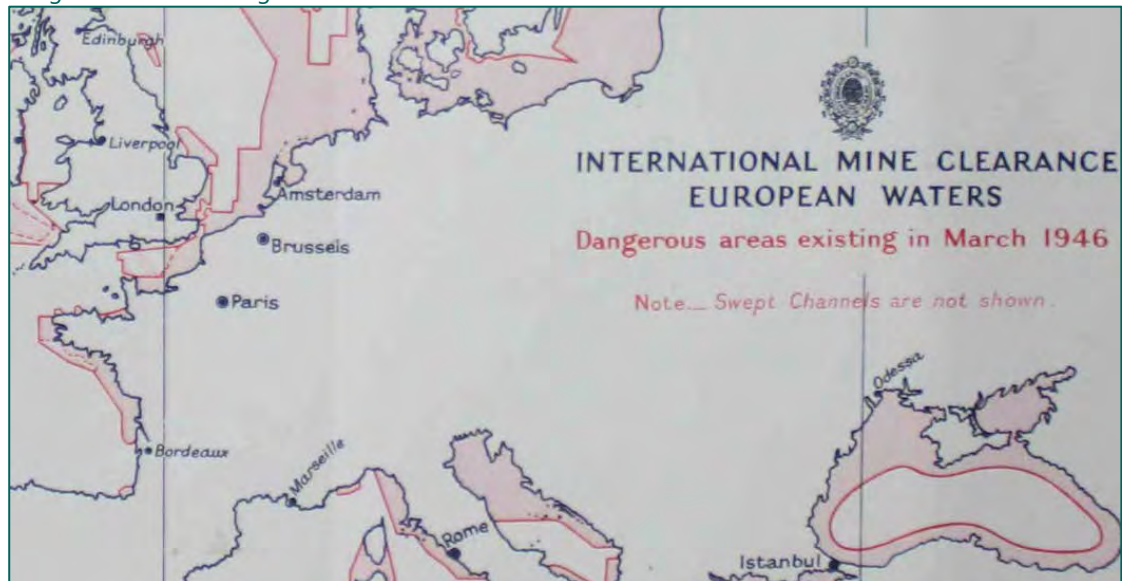 Edinburgh
Liverpool
INTERNATIONAL MINE CLEARANCE
EUROPEAN WATERS
London
Amsterdam
Dangerous areas existing in March 1946
Brussels
Note._ Swept Channels are not shown.
Paris
Odessa
Bordeaux
Marseille
Rome
Istanbul